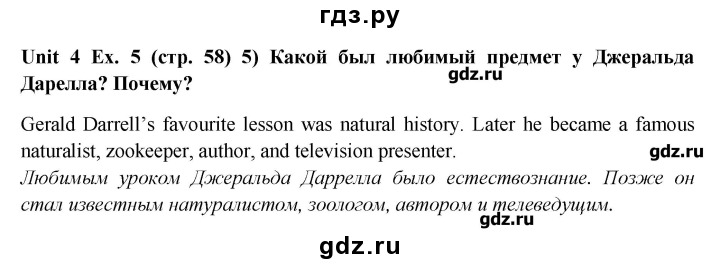 гдз.ру
Unit 4 Ex. 5 (стр. 58) 5) Какой был любимый предмет у Джеральда
gdz.ru
Дарелла? Почему?
Gerald Darrell’s favourite lesson was natural history. Later he became a famous
naturalist, zookeeper, author, and television presenter.
gdz.ru
Любимым уроком Джеральда Даррелла было естествознание. Позже он
стал известным натуралистом, зоологом, автором и телеведущим.
gdz.ru
gdz.ru